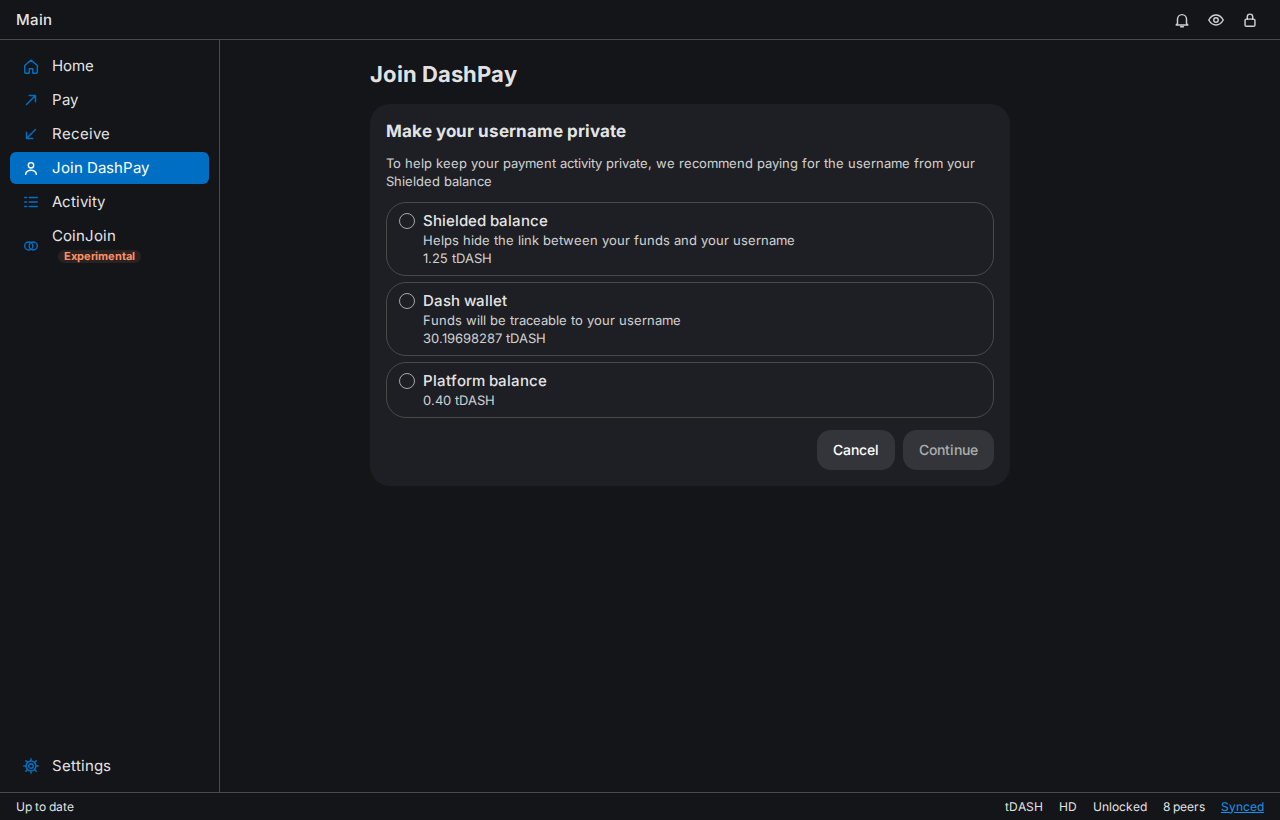 Main
Home
Pay
Receive
Join DashPay
Activity
CoinJoin
Experimental
Settings
Join DashPay
Make your username private
To help keep your payment activity private, we recommend paying for the username from your
Shielded balance
Shielded balance
Helps hide the link between your funds and your username
1.25 tDASH
Dash wallet
Funds will be traceable to your username
30.19698287 tDASH
Platform balance
0.40 tDASH
Cancel Continue
Up to date tDASH HD Unlocked 8 peers Synced